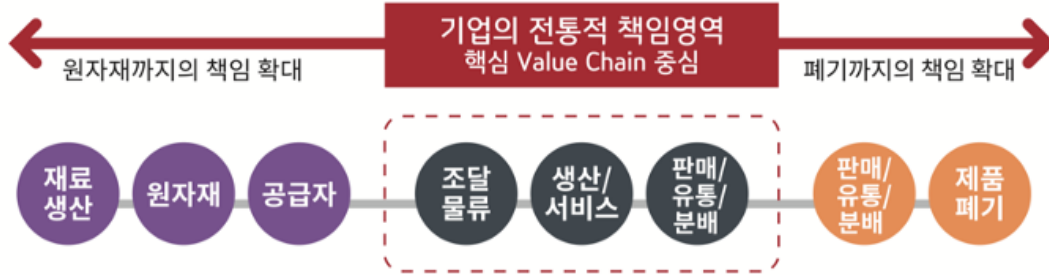 기업의 전통적 책임영역
핵심 Value Chain 중심
원자재까지의 책임 확대
폐기까지의 책임 확대
재료
생산
원자재
공급자
조달
물류
생산/
서비스
판매/
유통/
분배
판매/
유통/
분배
제품
폐기